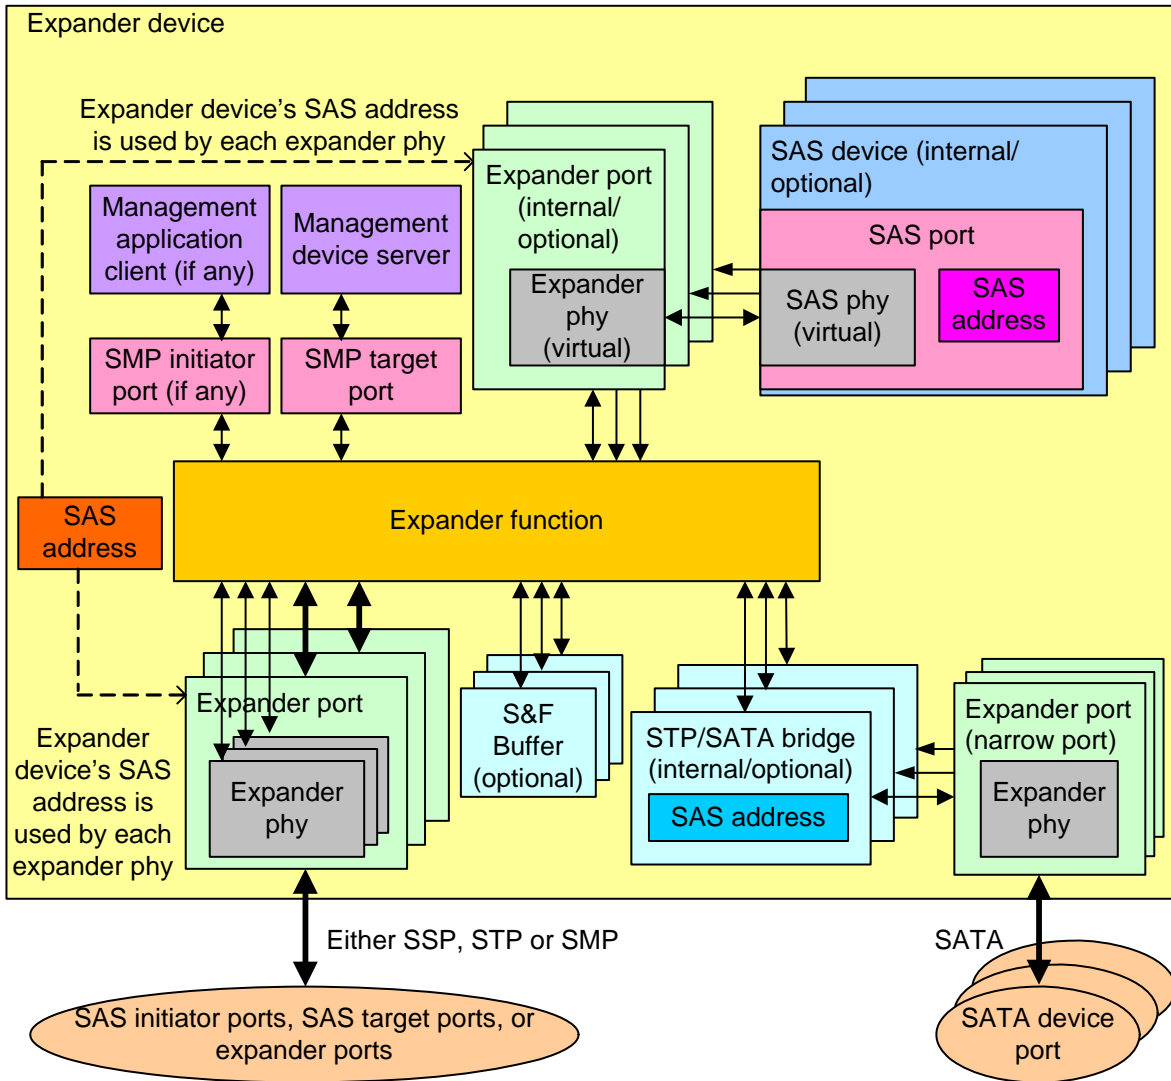 Expander device
Expander device's SAS address
is used by each expander phy
Management
application
client (if any)
Management
device server
SMP initiator
port (if any)
SMP target
port
Expander port
(internal/
optional)
Expander
phy
(virtual)
SAS device (internal/
optional)
SAS port
SAS phy
(virtual)
SAS
address
SAS
address
Expander function
Expander port
Expander
phy
Expander
device's SAS
address is
used by each
expander phy
S&F
Buffer
(optional)
STP/SATA bridge
(internal/optional)
SAS address
Expander port
(narrow port)
Expander
phy
Either SSP, STP or SMP
SATA
SAS initiator ports, SAS target ports, or
expander ports
SATA device
port